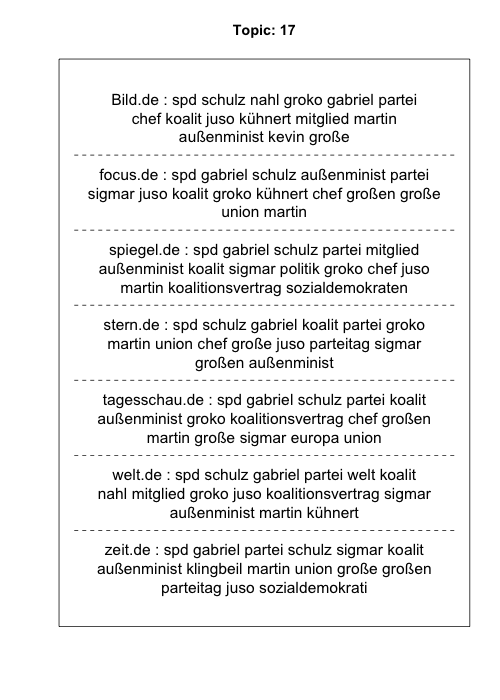 Topic: 17
Bild.de : spd schulz nahl groko gabriel partei
chef koalit juso kühnert mitglied martin
außenminist kevin große
focus.de : spd gabriel schulz außenminist partei
sigmar juso koalit groko kühnert chef großen große
union martin
spiegel.de : spd gabriel schulz partei mitglied
außenminist koalit sigmar politik groko chef juso
martin koalitionsvertrag sozialdemokraten
stern.de : spd schulz gabriel koalit partei groko
martin union chef große juso parteitag sigmar
großen außenminist
tagesschau.de : spd gabriel schulz partei koalit
außenminist groko koalitionsvertrag chef großen
martin große sigmar europa union
welt.de : spd schulz gabriel partei welt koalit
nahl mitglied groko juso koalitionsvertrag sigmar
außenminist martin kühnert
zeit.de : spd gabriel partei schulz sigmar koalit
außenminist klingbeil martin union große großen
parteitag juso sozialdemokrati